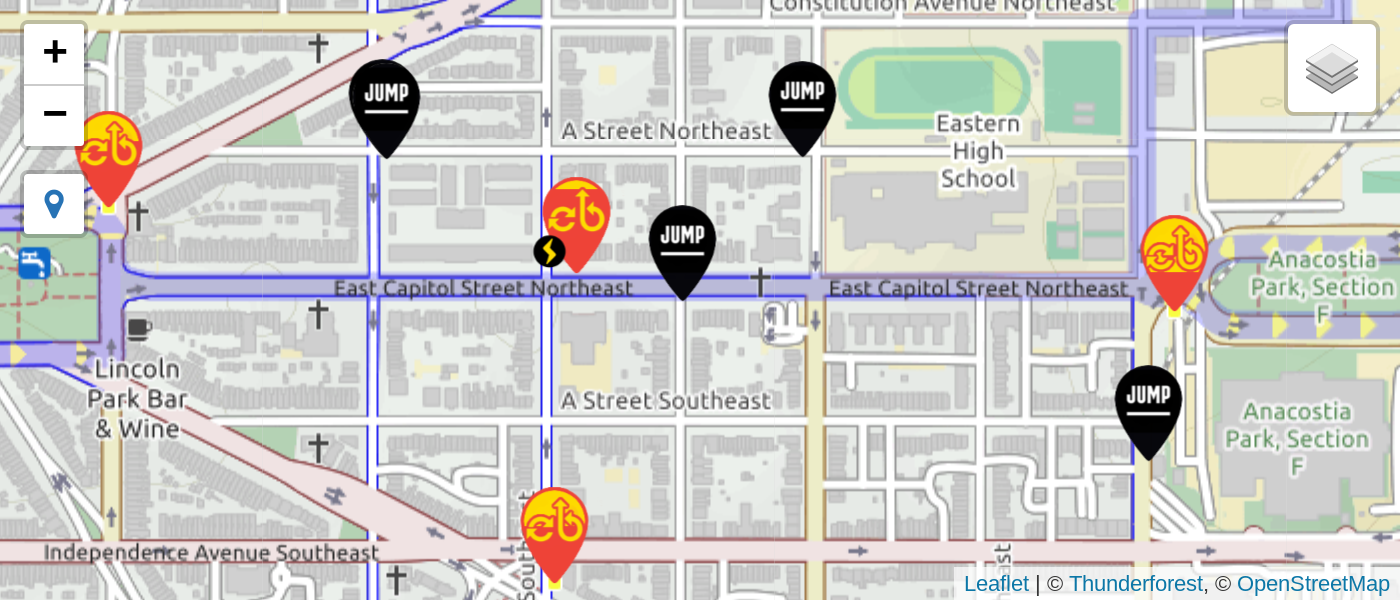 Constitution Avenue Northeast
+
−
JUMP
JUMP
A Street Northeast
Eastern
High
School
JUMP
East Capitol Street Northeast
East Capitol Street Northeast
Anacostia
Park, Section
F
Lincoln
Park Bar
& Wine
A Street Southeast
JUMP
Anacostia
Park, Section
F
Independence Avenue Southeast
Leaflet | © Thunderforest, © OpenStreetMap